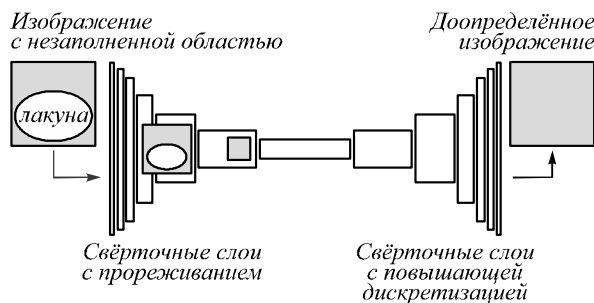 Изображение
с незаполненной областью
Доопределённое
изображение
лакуна
Свёрточные слои
с прореживанием
Свёрточные слои
с повышающей
дискретизацией